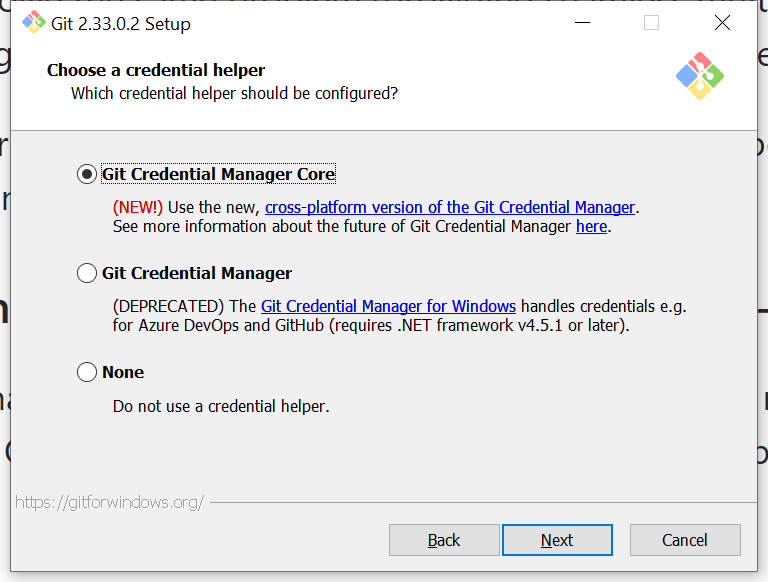 Git 2.33.0.2 Setup
Choose a credential helper
Which credential helper should be configured?
Git Credential Manager Core
(NEW!) Use the new, cross-platform version of the Git Credential Manager.
See more information about the future of Git Credential Manager here.
Git Credential Manager
(DEPRECATED) The Git Credential Manager for Windows handles credentials e.g.
for Azure DevOps and GitHub (requires .NET framework v4.5.1 or later).
None
Do not use a credential helper.
https://gitforwindows.org/
Back
Next
Cancel